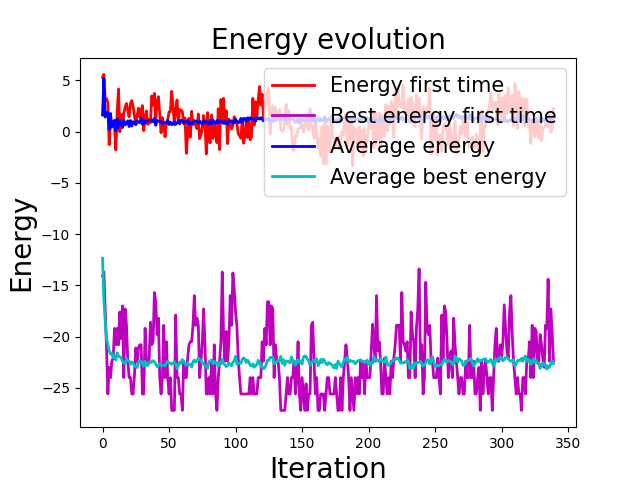 Energy evolution
Energy first time
Best energy first time
Average energy
Average best energy
Energy
5
0
−5
−10
−15
−20
−25
0 50 100 150 200 250 300 350
Iteration